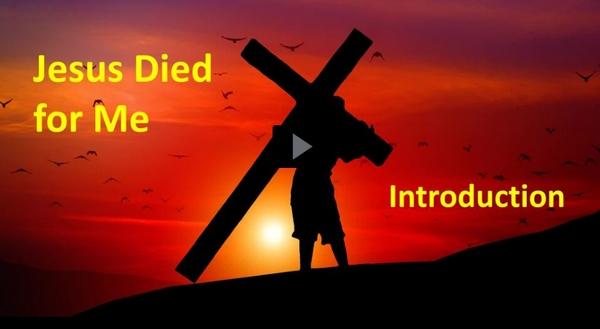 Jesus Died
for Me
Introduction